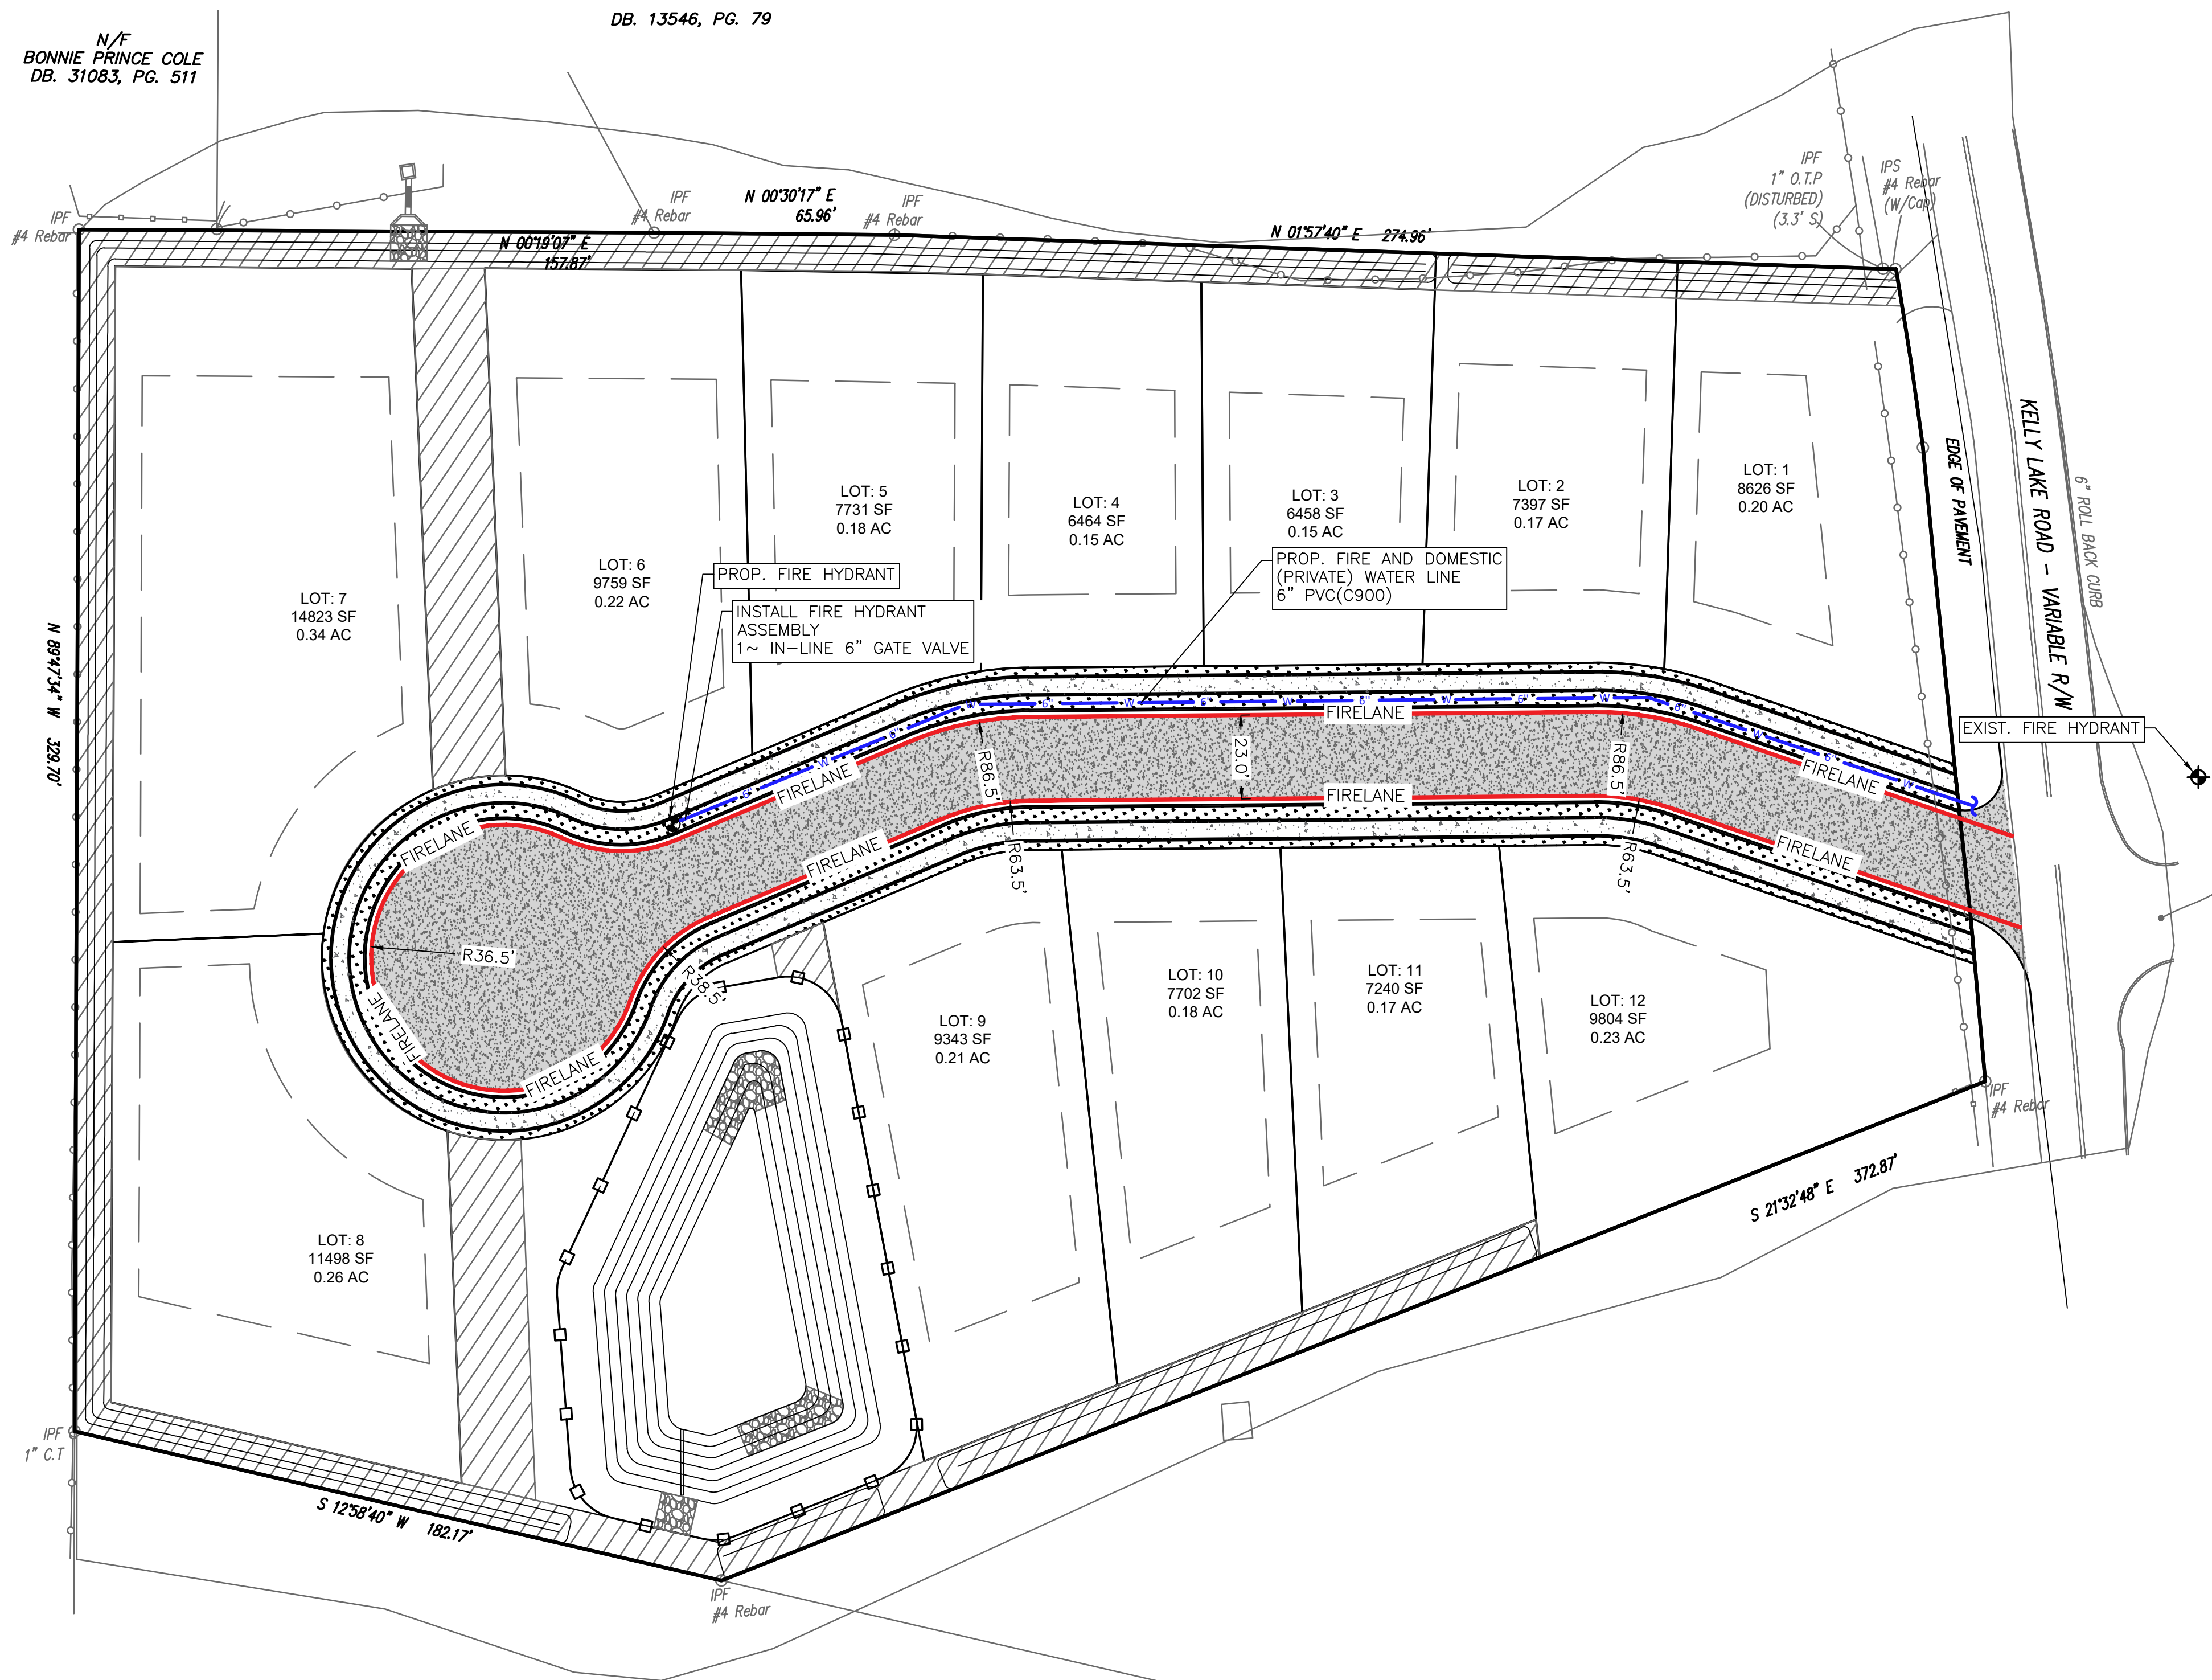 DB. 13546, PG. 79
N/F
BONNIE PRINCE COLE
DB. 31083, PG. 511
IPF
#4 Rebar
N 00°19'07" E
157.87'
IPF
#4 Rebar
N 00°30'17" E
65.96'
IPF
#4 Rebar
N 01°57'40" E 274.96'
IPF
1" O.T.P
(DISTURBED)
(3.3' S)
IPS
#4 Rebar
(W/Cap)
KELLY LAKE ROAD - VARIABLE R/W
EDGE OF PAVEMENT
6" ROLL BACK CURB
LOT: 7
14823 SF
0.34 AC
LOT: 6
9759 SF
0.22 AC
LOT: 5
7731 SF
0.18 AC
LOT: 4
6464 SF
0.15 AC
LOT: 3
6458 SF
0.15 AC
LOT: 2
7397 SF
0.17 AC
LOT: 1
8626 SF
0.20 AC
PROP. FIRE HYDRANT
INSTALL FIRE HYDRANT
ASSEMBLY
1~ IN-LINE 6" GATE VALVE
PROP. FIRE AND DOMESTIC
(PRIVATE) WATER LINE
6" PVC(C900)
EXIST. FIRE HYDRANT
N 89°47'34" W 329.70'
6"
W
6"
W
6"
W
6"
W
6"
W
6"
W
6"
W
6"
W
6"
W
FIRELANE
FIRELANE
FIRELANE
FIRELANE
FIRELANE
FIRELANE
FIRELANE
FIRELANE
FIRELANE
R86.5'
23.0'
R86.5'
R63.5'
R63.5'
R36.5'
R38.5'
LOT: 8
11498 SF
0.26 AC
LOT: 9
9343 SF
0.21 AC
LOT: 10
7702 SF
0.18 AC
LOT: 11
7240 SF
0.17 AC
LOT: 12
9804 SF
0.23 AC
IPF
#4 Rebar
S 21°32'48" E 372.87'
IPF
1" C.T
S 12°58'40" W 182.17'
IPF
#4 Rebar